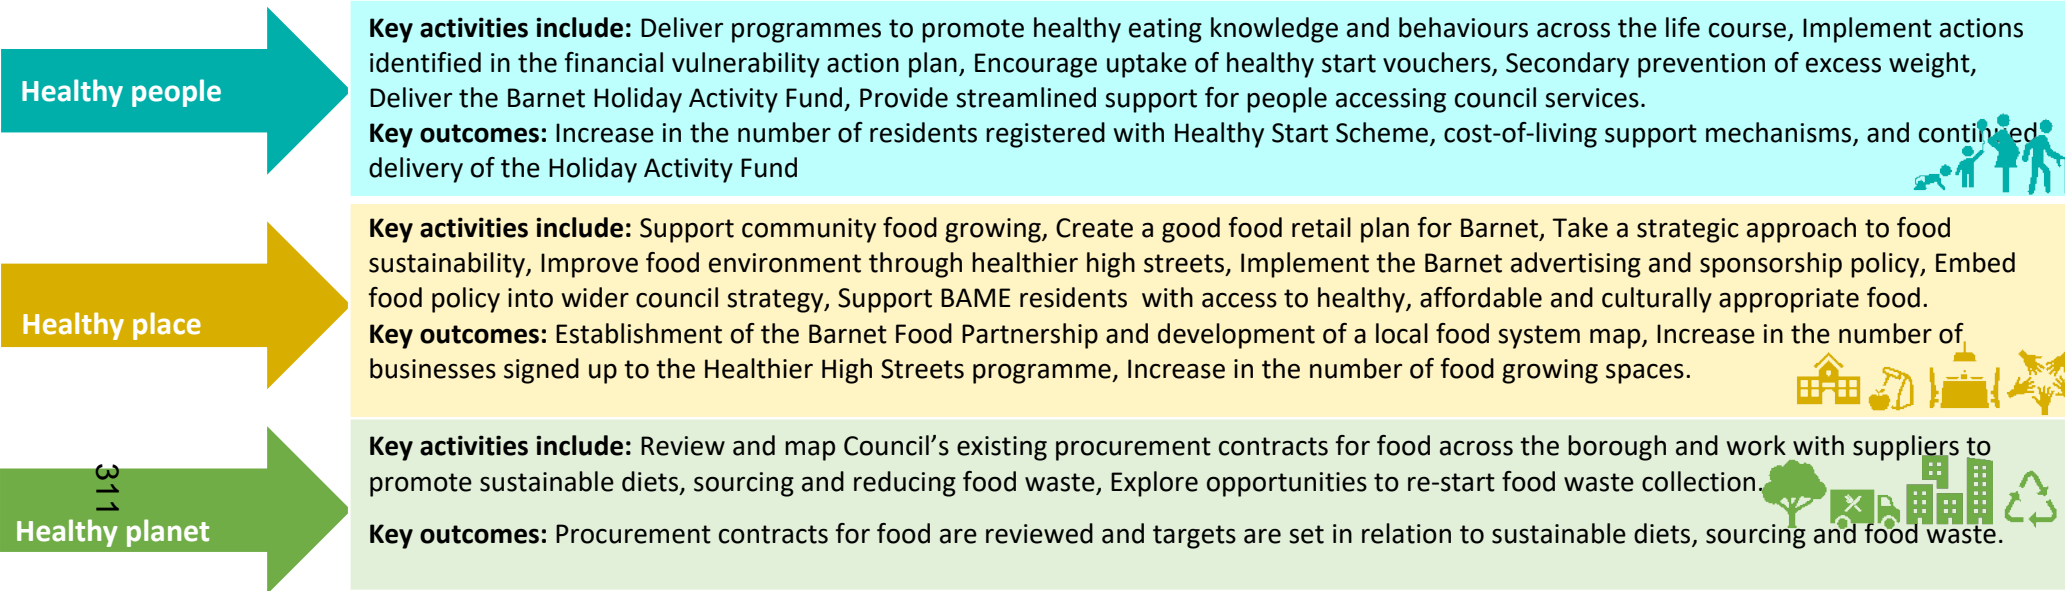 Healthy people
Key activities include: Deliver programmes to promote healthy eating knowledge and behaviours across the life course, Implement actions
identified in the financial vulnerability action plan, Encourage uptake of healthy start vouchers, Secondary prevention of excess weight,
Deliver the Barnet Holiday Activity Fund, Provide streamlined support for people accessing council services.
Key outcomes: Increase in the number of residents registered with Healthy Start Scheme, cost-of-living support mechanisms, and continued
delivery of the Holiday Activity Fund
Healthy place
Key activities include: Support community food growing, Create a good food retail plan for Barnet, Take a strategic approach to food
sustainability, Improve food environment through healthier high streets, Implement the Barnet advertising and sponsorship policy, Embed
food policy into wider council strategy, Support BAME residents with access to healthy, affordable and culturally appropriate food.
Key outcomes: Establishment of the Barnet Food Partnership and development of a local food system map, Increase in the number of
businesses signed up to the Healthier High Streets programme, Increase in the number of food growing spaces.
311
Healthy planet
Key activities include: Review and map Council’s existing procurement contracts for food across the borough and work with suppliers to
promote sustainable diets, sourcing and reducing food waste, Explore opportunities to re-start food waste collection.
Key outcomes: Procurement contracts for food are reviewed and targets are set in relation to sustainable diets, sourcing and food waste.